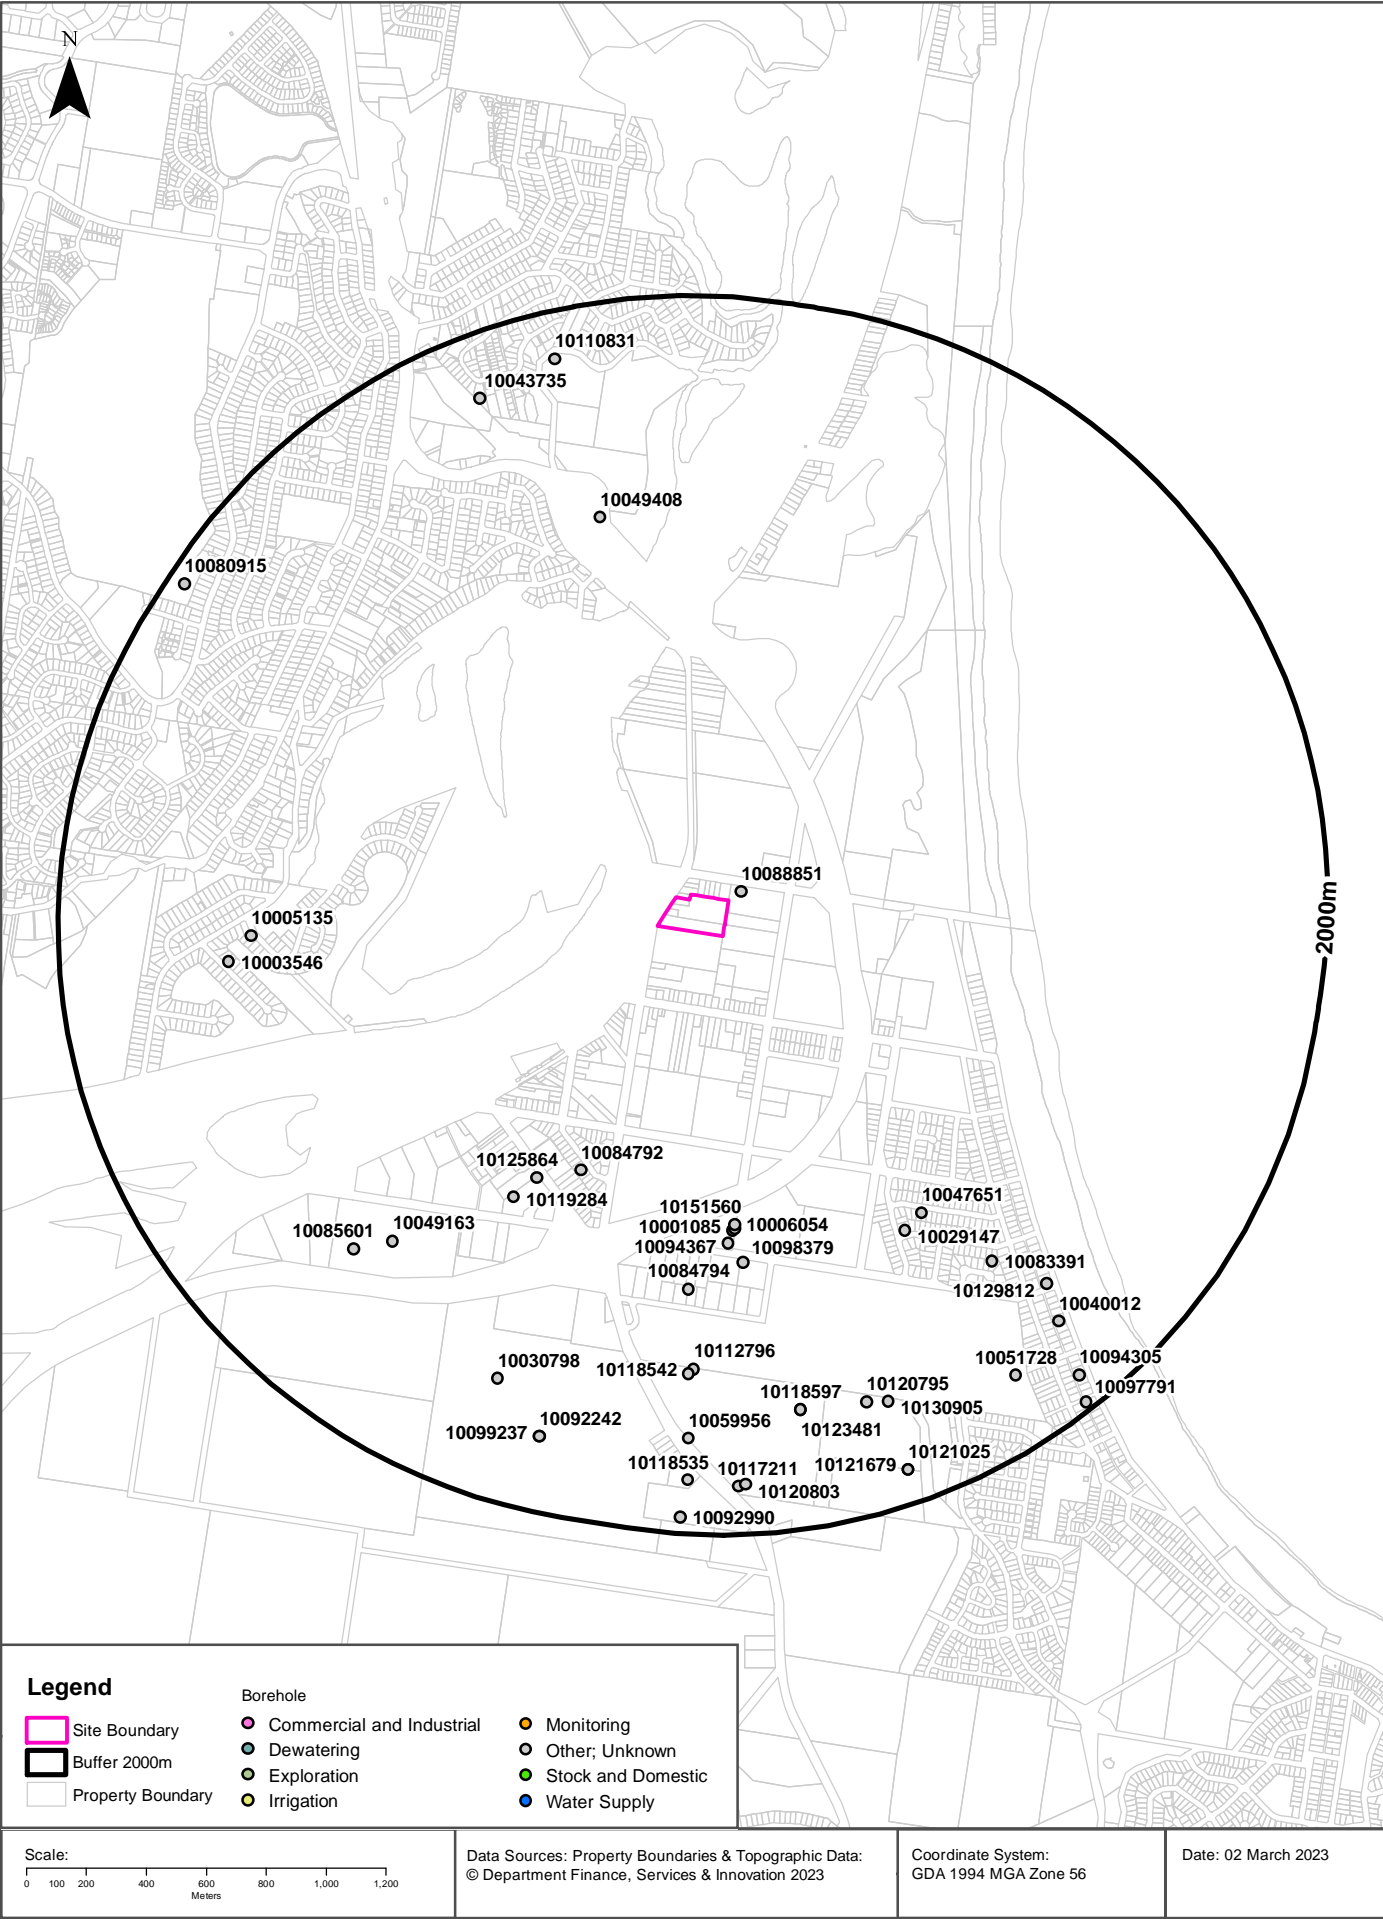 N
10110831
10043735
10049408
10080915
10088851
2000m
10005135
10003546
10084792
10125864
10119284
10047651
10151560
10001085
10006054
10049163
10085601
10029147
10094367
10098379
10083391
10084794
10129812
10040012
10112796
10118542
10051728
10094305
10030798
10120795
10118597
10097791
10130905
10092242
10059956
10123481
10099237
10121025
10118535
10117211
10121679
10120803
10092990
Legend
Site Boundary
Buffer 2000m
Property Boundary
Borehole
Commercial and Industrial
Dewatering
Exploration
Irrigation
Monitoring
Other; Unknown
Stock and Domestic
Water Supply
Scale:
0 100 200 400 600 800 1,000 1,200
Meters
Data Sources: Property Boundaries & Topographic Data:
© Department Finance, Services & Innovation 2023
Coordinate System:
GDA 1994 MGA Zone 56
Date: 02 March 2023